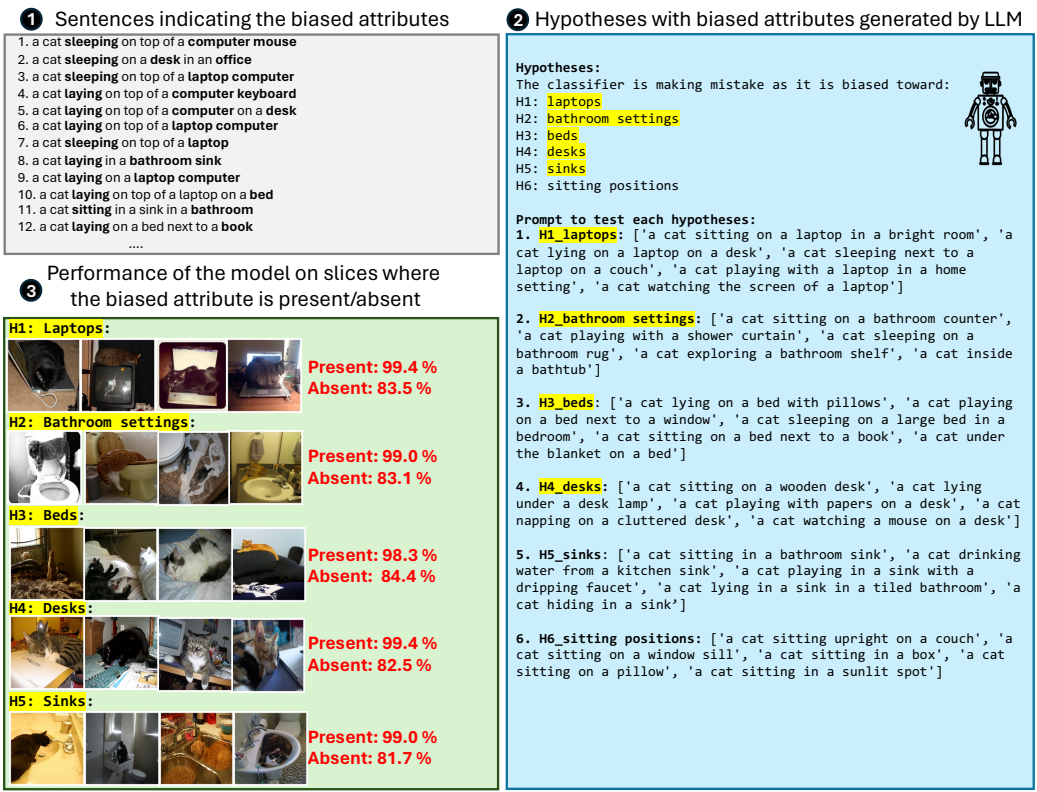 1 Sentences indicating the biased attributes
1. a cat sleeping on top of a computer mouse
2. a cat sleeping on a desk in an office
3. a cat sleeping on top of a laptop computer
4. a cat laying on top of a computer keyboard
5. a cat laying on top of a computer on a desk
6. a cat laying on top of a laptop computer
7. a cat sleeping on top of a laptop
8. a cat laying in a bathroom sink
9. a cat laying on a laptop computer
10. a cat laying on top of a laptop on a bed
11. a cat sitting in a sink in a bathroom
12. a cat laying on a bed next to a book
....
2 Hypotheses with biased attributes generated by LLM
Hypotheses:
The classifier is making mistake as it is biased toward:
H1: laptops
H2: bathroom settings
H3: beds
H4: desks
H5: sinks
H6: sitting positions
Prompt to test each hypotheses:
1. H1_laptops: ['a cat sitting on a laptop in a bright room', 'a
cat lying on a laptop on a desk', 'a cat sleeping next to a
laptop on a couch', 'a cat playing with a laptop in a home
setting', 'a cat watching the screen of a laptop']
2. H2_bathroom settings: ['a cat sitting on a bathroom counter',
'a cat playing with a shower curtain', 'a cat sleeping on a
bathroom rug', 'a cat exploring a bathroom shelf', 'a cat inside
a bathtub']
3. H3_beds: ['a cat lying on a bed with pillows', 'a cat playing
on a bed next to a window', 'a cat sleeping on a large bed in a
bedroom', 'a cat sitting on a bed next to a book', 'a cat under
the blanket on a bed']
4. H4_desks: ['a cat sitting on a wooden desk', 'a cat lying
under a desk lamp', 'a cat playing with papers on a desk', 'a cat
napping on a cluttered desk', 'a cat watching a mouse on a desk']
5. H5_sinks: ['a cat sitting in a bathroom sink', 'a cat drinking
water from a kitchen sink', 'a cat playing in a sink with a
dripping faucet', 'a cat lying in a sink in a tiled bathroom', 'a
cat hiding in a sink’]
6. H6_sitting positions: ['a cat sitting upright on a couch', 'a
cat sitting on a window sill', 'a cat sitting in a box', 'a cat
sitting on a pillow', 'a cat sitting in a sunlit spot']
3 Performance of the model on slices where
the biased attribute is present/absent
H1: Laptops:
Present: 99.4 %
Absent: 83.5 %
H2: Bathroom settings:
Present: 99.0 %
Absent: 83.1 %
H3: Beds:
Present: 98.3 %
Absent: 84.4 %
H4: Desks:
Present: 99.4 %
Absent: 82.5 %
H5: Sinks:
Present: 99.0 %
Absent: 81.7 %